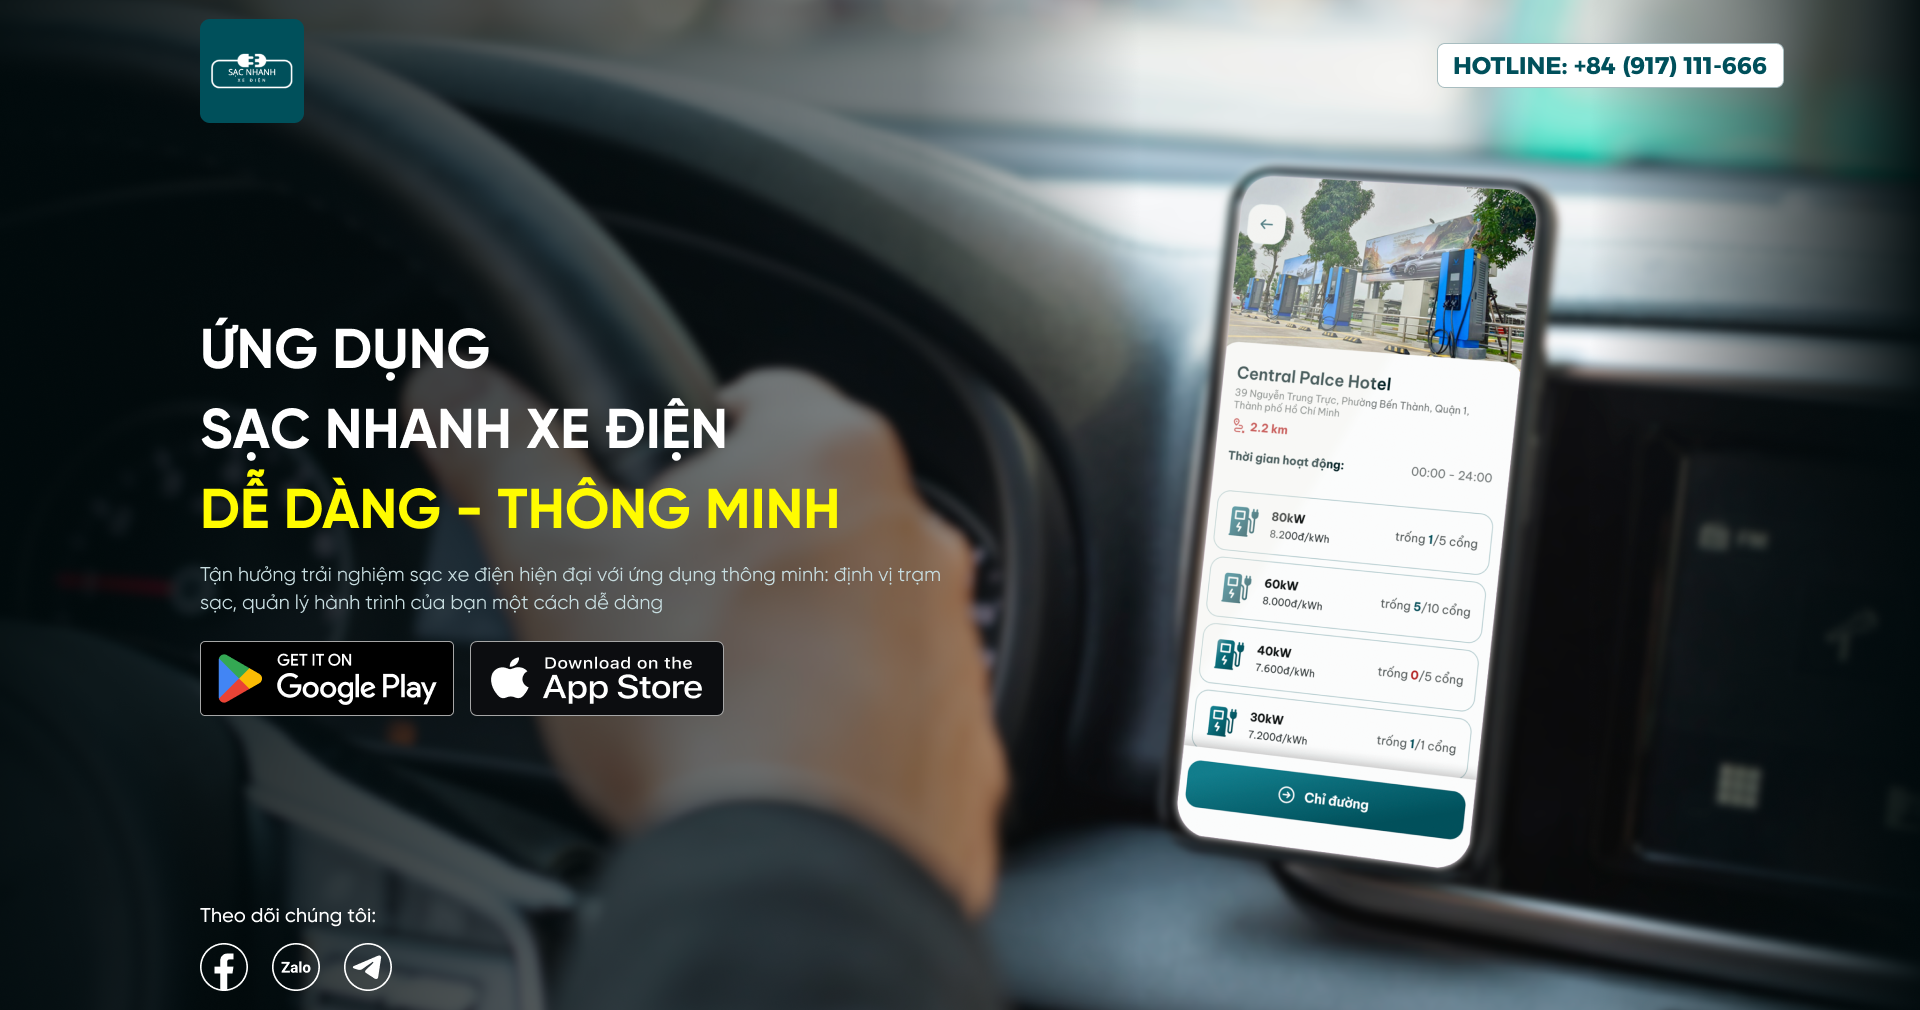 SẠC NHANH
XE ĐIỆN
HOTLINE: +84 (917) 111-666
ỨNG DỤNG
SẠC NHANH XE ĐIỆN
DỄ DÀNG - THÔNG MINH
Tận hưởng trải nghiệm sạc xe điện hiện đại với ứng dụng thông minh: định vị trạm
sạc, quản lý hành trình của bạn một cách dễ dàng
GET IT ON
Google Play
Download on the
App Store
Theo dõi chúng tôi:
Zalo
Central Palce Hotel
39 Nguyễn Trung Trực, Phường Bến Thành, Quận 1,
Thành phố Hồ Chí Minh
2.2 km
Thời gian hoạt động: 00:00 - 24:00
80kW
8.200đ/kWh trống 1/5 cổng
60kW
8.000đ/kWh trống 5/10 cổng
40kW
7.600đ/kWh trống 0/5 cổng
30kW
7.200đ/kWh trống 1/1 cổng
Chỉ đường
FM